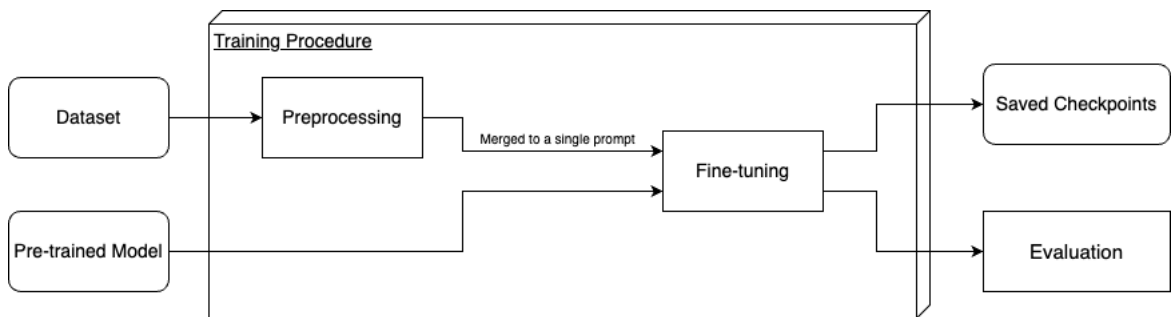 Training Procedure
Dataset
Preprocessing
Merged to a single prompt
Fine-tuning
Saved Checkpoints
Pre-trained Model
Evaluation